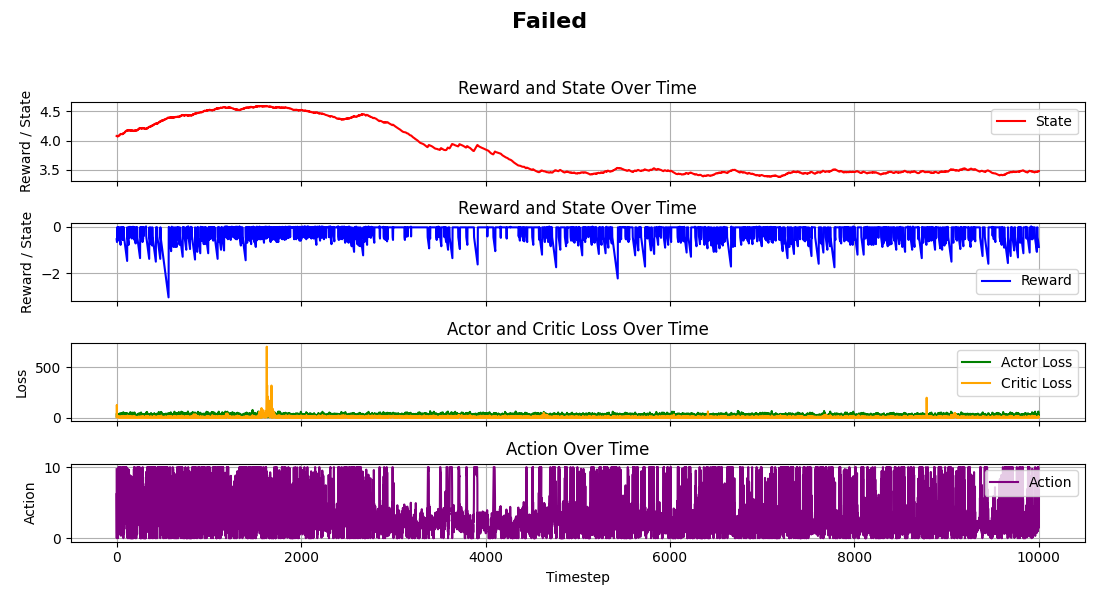 Failed
Reward and State Over Time
Reward / State
4.5
4.0
3.5
State
Reward and State Over Time
Reward / State
0
−2
Reward
Actor and Critic Loss Over Time
Loss
500
0
Actor Loss
Critic Loss
Action Over Time
Action
10
0
Action
0 2000 4000 6000 8000 10000
Timestep